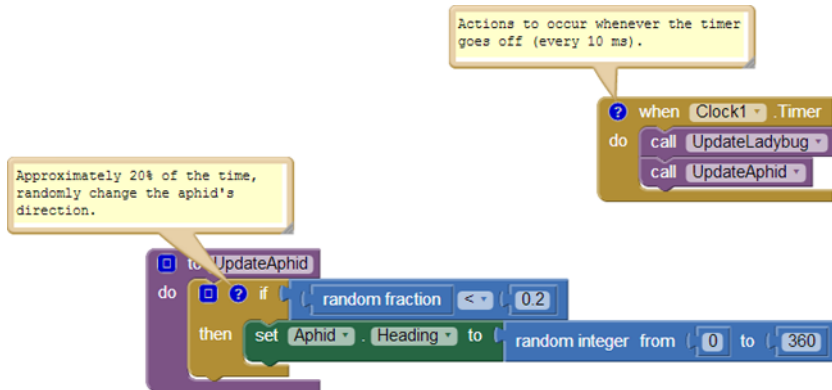 Actions to occur whenever the timer
goes off (every 10 ms).
when Clock1 .Timer
do call UpdateLadybug
call UpdateAphid
Approximately 20% of the time,
randomly change the aphid's
direction.
to UpdateAphid
do if random fraction < 0.2
then set Aphid . Heading to random integer from 0 to 360